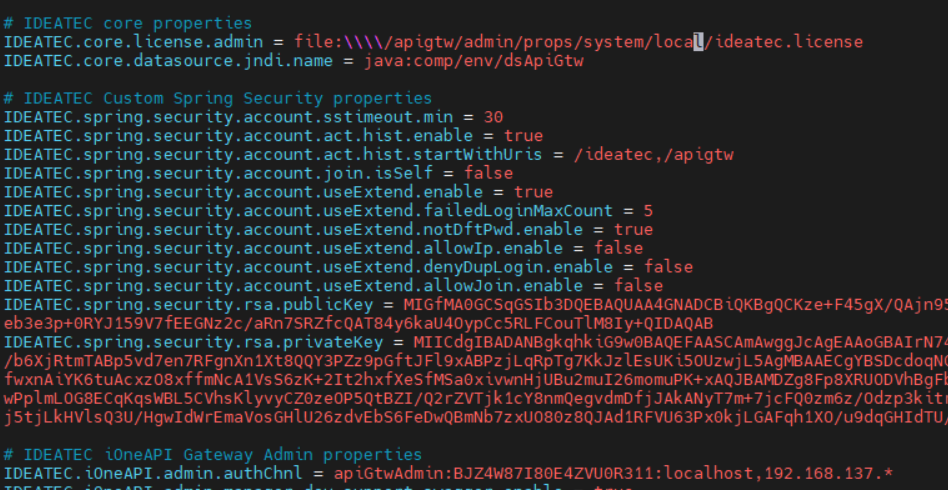 # IDEATEC core properties
IDEATEC.core.license.admin = file:\\\\/apigtw/admin/props/system/local/ideatec.license
IDEATEC.core.datasource.jndi.name = java:comp/env/dsApiGtw
# IDEATEC Custom Spring Security properties
IDEATEC.spring.security.account.sstimeout.min = 30
IDEATEC.spring.security.account.act.hist.enable = true
IDEATEC.spring.security.account.act.hist.startWithUris = /ideatec,/apigtw
IDEATEC.spring.security.account.join.isSelf = false
IDEATEC.spring.security.account.useExtend.enable = true
IDEATEC.spring.security.account.useExtend.failedLoginMaxCount = 5
IDEATEC.spring.security.account.useExtend.notDftPwd.enable = true
IDEATEC.spring.security.account.useExtend.allowIp.enable = false
IDEATEC.spring.security.account.useExtend.denyDupLogin.enable = false
IDEATEC.spring.security.account.useExtend.allowJoin.enable = false
IDEATEC.spring.security.rsa.publicKey = MIGfMA0GCSqGSIb3DQEBAQUAA4GNADCBiQKBgQCKze+F45gX/QAjn95
eb3e3p+0RYJ159V7fEEGNz2c/aRn7SRZfcQAT84y6kaU4OypCc5RLFCouTlM8Iy+QIDAQAB
IDEATEC.spring.security.rsa.privateKey = MIICdgIBADANBgkqhkiG9w0BAQEFAASCAmAwggJcAgEAAoGBAIrN74
/b6XjRtmTABp5vd7en7RFgnXn1Xt8QQY3PZz9pGftJFl9xABPzjLqRpTg7KkJzlEsUKi5OUzwjL5AgMBAAECgYBSDcdoqN
fwxnAiYK6tuAcxzO8xffmNcA1VsS6zK+2It2hxfXeSfMSa0xivwnHjUBu2muI26momuPK+xAQJBAMDZg8Fp8XRUODVhBgF
wPplmLOG8ECqKqsWBL5CVhsKlyvyCZ0zeOP5QtBZI/Q2rZVTjk1cY8nmQegvdmDfjJAkANyT7m+7jcFQ0zm6z/Odzp3kit
j5tjLkHVlsQ3U/HgwIdWrEmaVosGHlU26zdvEbS6FeDwQBmNb7zxUO80z8QJAd1RFVU63Px0kjLGAFqh1XO/u9dqGHIdTU/
# IDEATEC iOneAPI Gateway Admin properties
IDEATEC.iOneAPI.admin.authChnl = apiGtwAdmin:BJZ4W87I80E4ZVU0R311:localhost,192.168.137.*